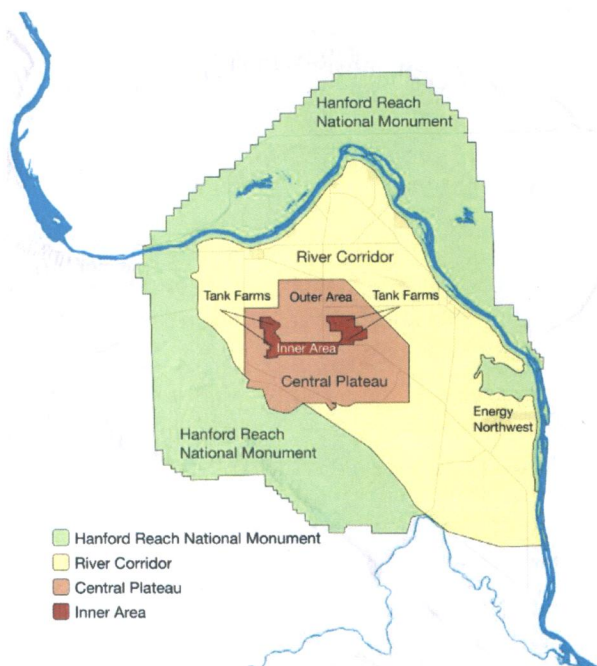 Hanford Reach
National Monument
River Corridor
Tank Farms
Outer Area
Tank Farms
Inner Area
Central Plateau
Energy
Northwest
Hanford Reach
National Monument
Hanford Reach National Monument
River Corridor
Central Plateau
Inner Area